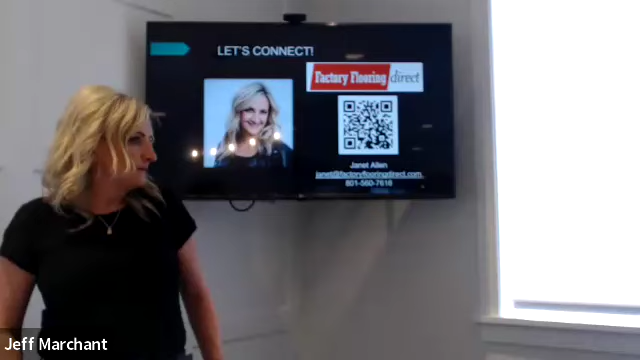 LET'S CONNECT!
Factory Flooring direct
Janet Allen
janet@factoryflooringdirect.com
801-560-7616
Jeff Marchant